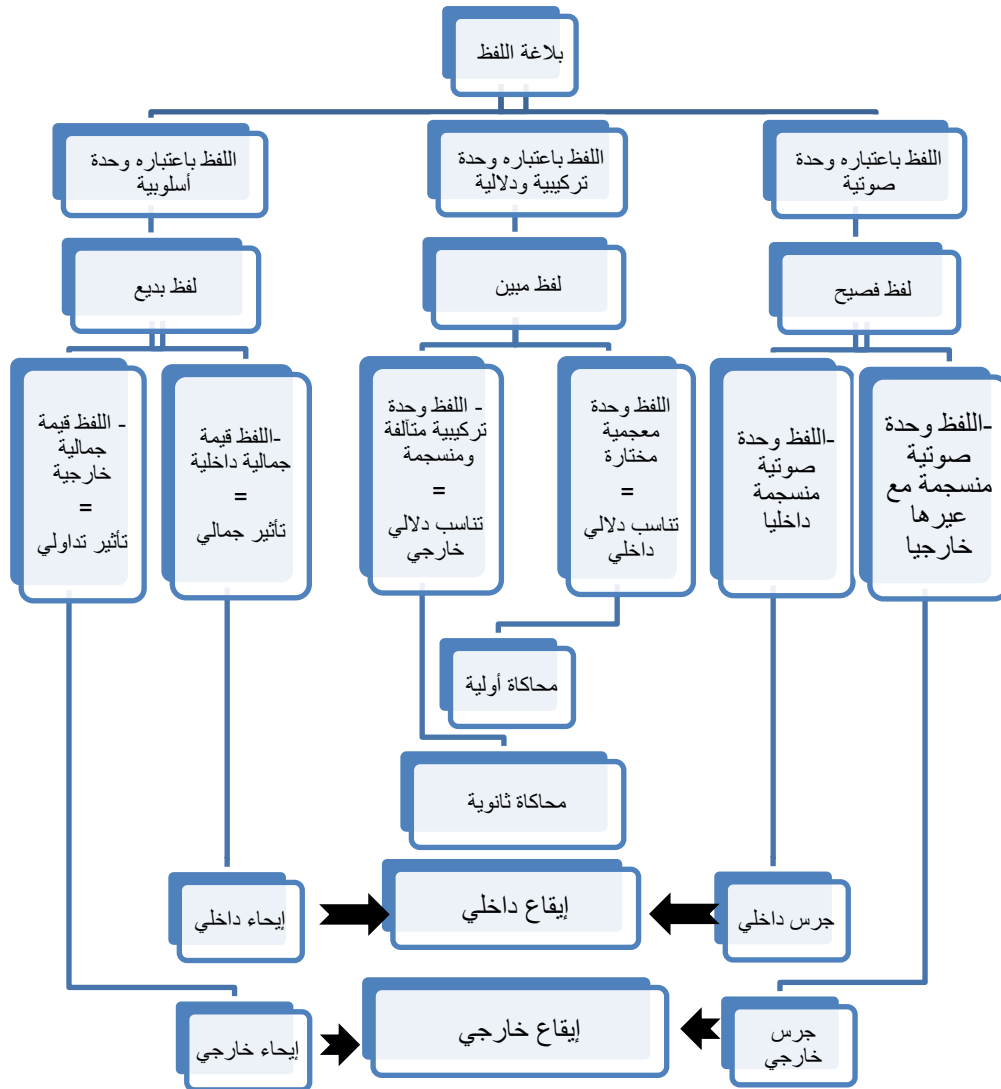 بلاغة اللفظ
اللفظ باعتباره وحدة
صوتية
اللفظ باعتباره وحدة
تركيبية ودلالية
اللفظ باعتباره وحدة
أسلوبية
لفظ فصيح
لفظ مبين
لفظ بديع
-اللفظ وحدة
صوتية
منسجمة مع
عيرها
خارجيا
-اللفظ وحدة
صوتية
منسجمة
داخليا
اللفظ وحدة
معجمية
مختارة
=
تناسب دلالي
داخلي
- اللفظ وحدة
تركيبية متآلفة
ومنسجمة
=
تناسب دلالي
خارجي
-اللفظ قيمة
جمالية داخلية
=
تأثير جمالي
- اللفظ قيمة
جمالية
خارجية
=
تأثير تداولي
محاكاة أولية
محاكاة ثانوية
جرس داخلي
إيقاع داخلي
إيحاء داخلي
جرس
خارجي
إيقاع خارجي
إيحاء خارجي